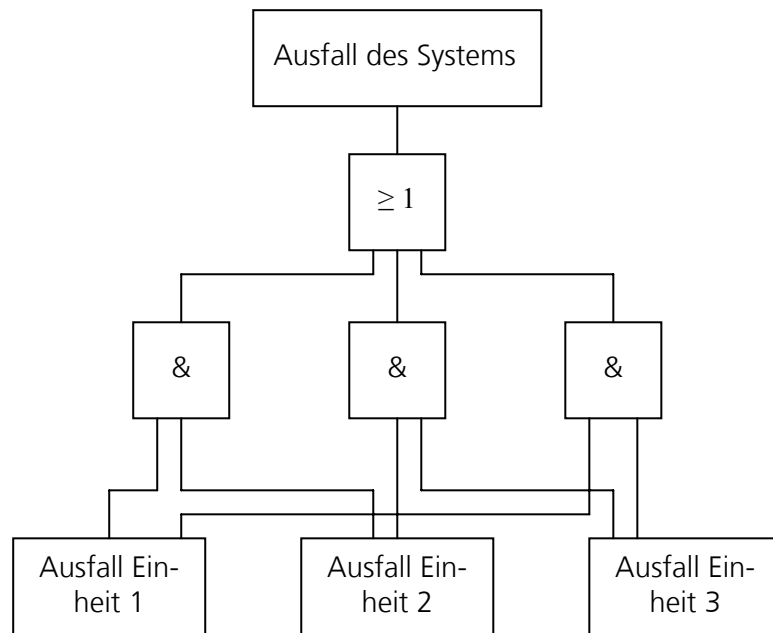 Ausfall des Systems
≥ 1
&
&
&
Ausfall Ein-
heit 1
Ausfall Ein-
heit 2
Ausfall Ein-
heit 3